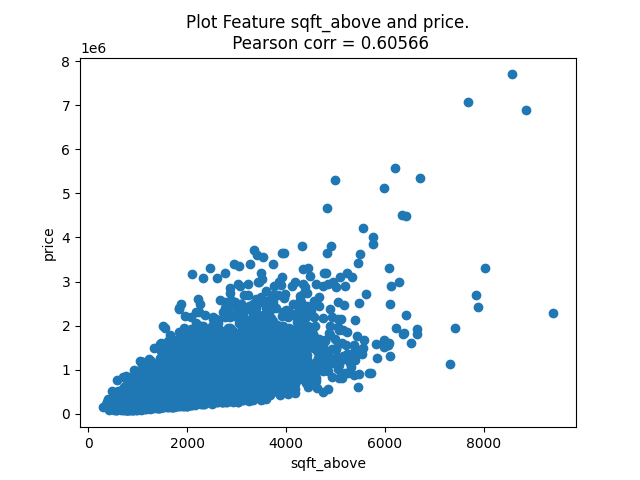 Plot Feature sqft_above and price.
Pearson corr = 0.60566
1e6
8
7
6
5
4
3
2
1
0
price
0 2000 4000 6000 8000
sqft_above